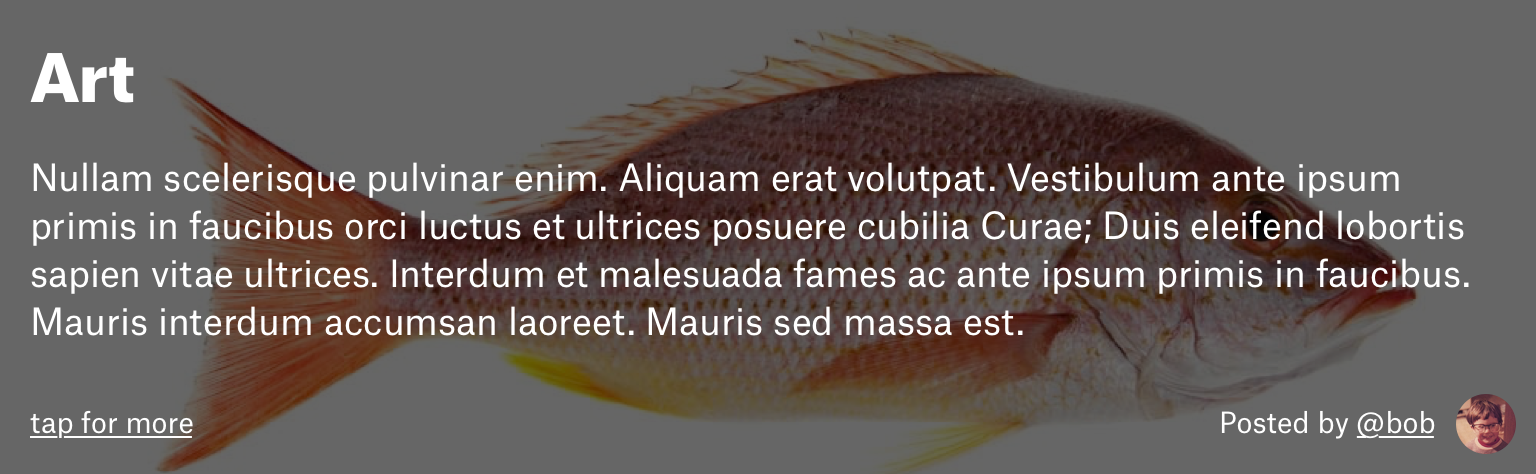 Art
Nullam scelerisque pulvinar enim. Aliquam erat volutpat. Vestibulum ante ipsum
primis in faucibus orci luctus et ultrices posuere cubilia Curae; Duis eleifend lobortis
sapien vitae ultrices. Interdum et malesuada fames ac ante ipsum primis in faucibus.
Mauris interdum accumsan laoreet. Mauris sed massa est.
tap for more
Posted by @bob